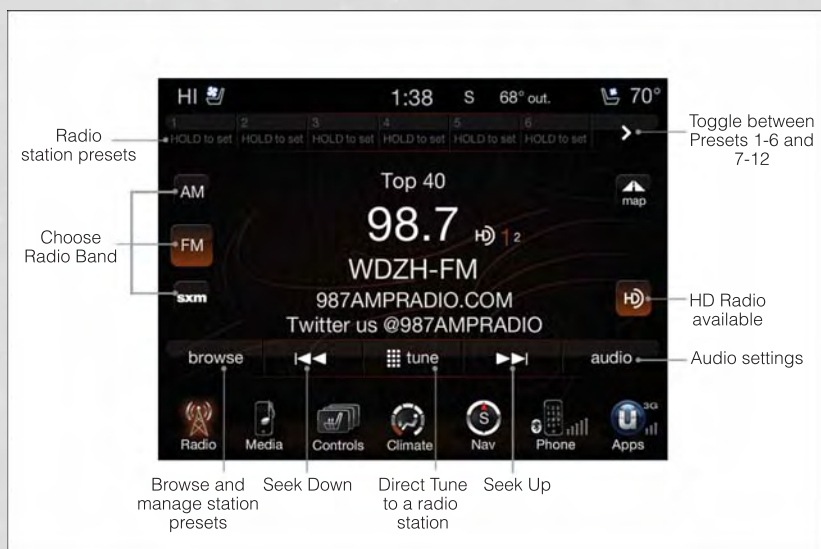 HI 1:38 S 68° out. 70°
1 2 3 4 5 6
HOLD to set HOLD to set HOLD to set HOLD to set HOLD to set HOLD to set
Radio
station presets
Toggle between
Presets 1-6 and
7-12
AM
FM
sxm
Choose
Radio Band
Top 40
98.7 HD 1 2
WDZH-FM
987AMPRADIO.COM
Twitter us @987AMPRADIO
map
HD
HD Radio
available
browse tune audio
Audio settings
Radio Media Controls Climate S Nav Phone U 3G Apps
Browse and
manage station
presets
Seek Down
Direct Tune
to a radio
station
Seek Up